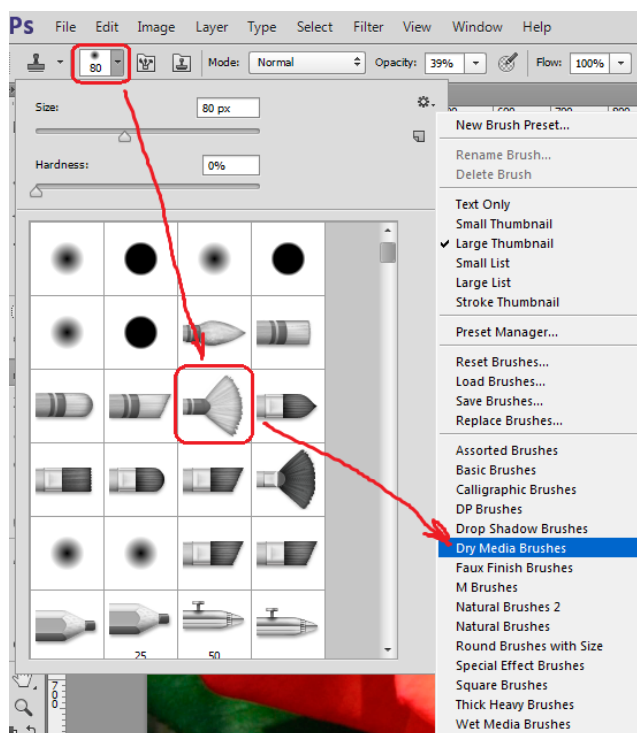 Ps File Edit Image Layer Type Select Filter View Window Help
80 Mode: Normal Opacity: 39% Flow: 100%
Size: 80 px
Hardness: 0%
600 700 800
New Brush Preset...
Rename Brush...
Delete Brush
Text Only
Small Thumbnail
Large Thumbnail
Small List
Large List
Stroke Thumbnail
Preset Manager...
Reset Brushes...
Load Brushes...
Save Brushes...
Replace Brushes...
Assorted Brushes
Basic Brushes
Calligraphic Brushes
DP Brushes
Drop Shadow Brushes
Dry Media Brushes
Faux Finish Brushes
M Brushes
Natural Brushes 2
Natural Brushes
Round Brushes with Size
Special Effect Brushes
Square Brushes
Thick Heavy Brushes
Wet Media Brushes
25 50
700